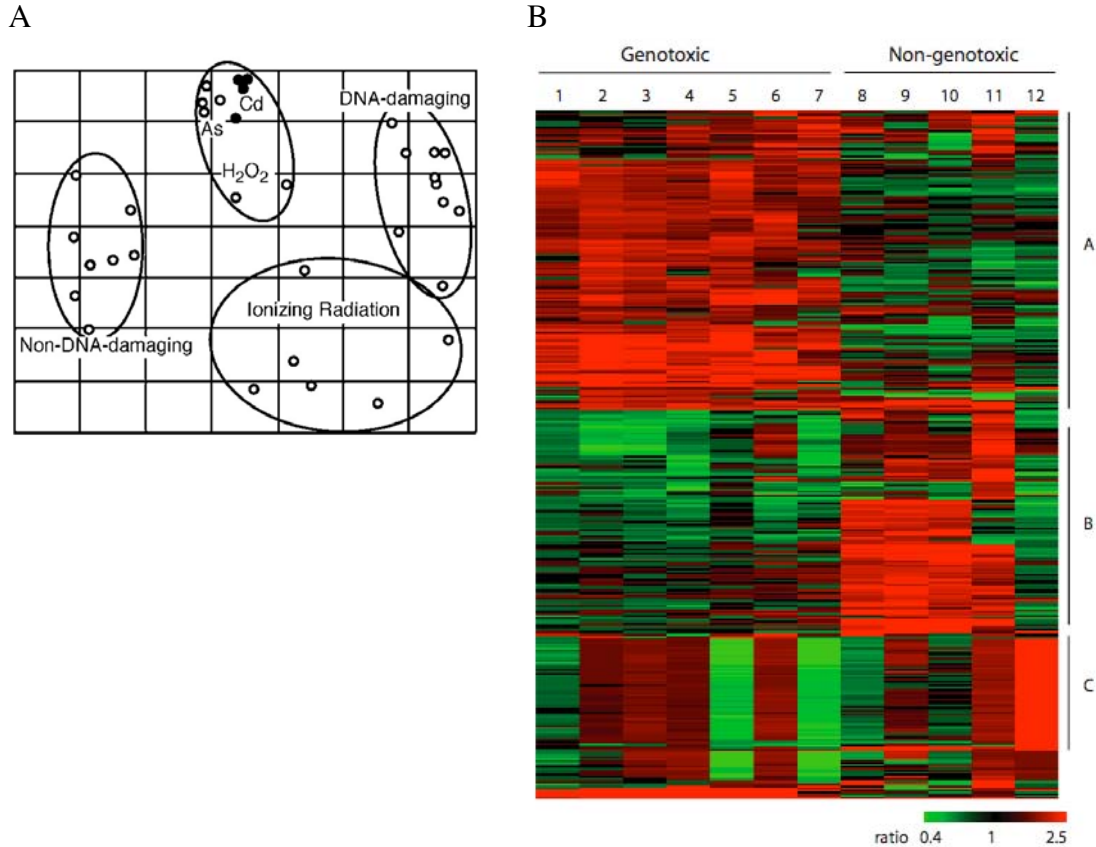 A
B
Cd
As
H₂O₂
DNA-damaging
Ionizing Radiation
Non-DNA-damaging
Genotoxic
Non-genotoxic
1 2 3 4 5 6 7 8 9 10 11 12
A
B
C
ratio 0.4 1 2.5